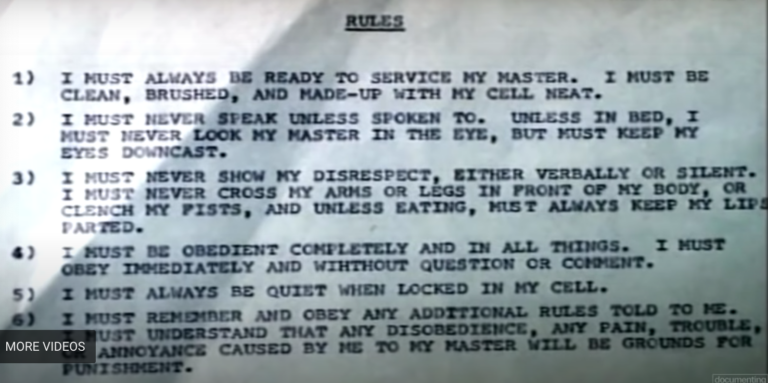 RULES
1) I MUST ALWAYS BE READY TO SERVICE MY MASTER. I MUST BE
CLEAN, BRUSHED, AND MADE-UP WITH MY CELL NEAT.
2) I MUST NEVER SPEAK UNLESS SPOKEN TO. UNLESS IN BED, I
MUST NEVER LOOK MY MASTER IN THE EYE, BUT MUST KEEP MY
EYES DOWNCAST.
3) I MUST NEVER SHOW MY DISRESPECT, EITHER VERBALLY OR SILENT.
I MUST NEVER CROSS MY ARMS OR LEGS IN FRONT OF MY BODY, OR
CLENCH MY FISTS, AND UNLESS EATING, MUST ALWAYS KEEP MY LIPS
PARTED.
4) I MUST BE OBEDIENT COMPLETELY AND IN ALL THINGS. I MUST
OBEY IMMEDIATELY AND WIHTHOUT QUESTION OR COMMENT.
5) I MUST ALWAYS BE QUIET WHEN LOCKED IN MY CELL.
6) I MUST REMEMBER AND OBEY ANY ADDITIONAL RULES TOLD TO ME.
MUST UNDERSTAND THAT ANY DISOBEDIENCE, ANY PAIN, TROUBLE,
OR ANNOYANCE CAUSED BY ME TO MY MASTER WILL BE GROUNDS FOR
PUNISHMENT.
MORE VIDEOS
documenting